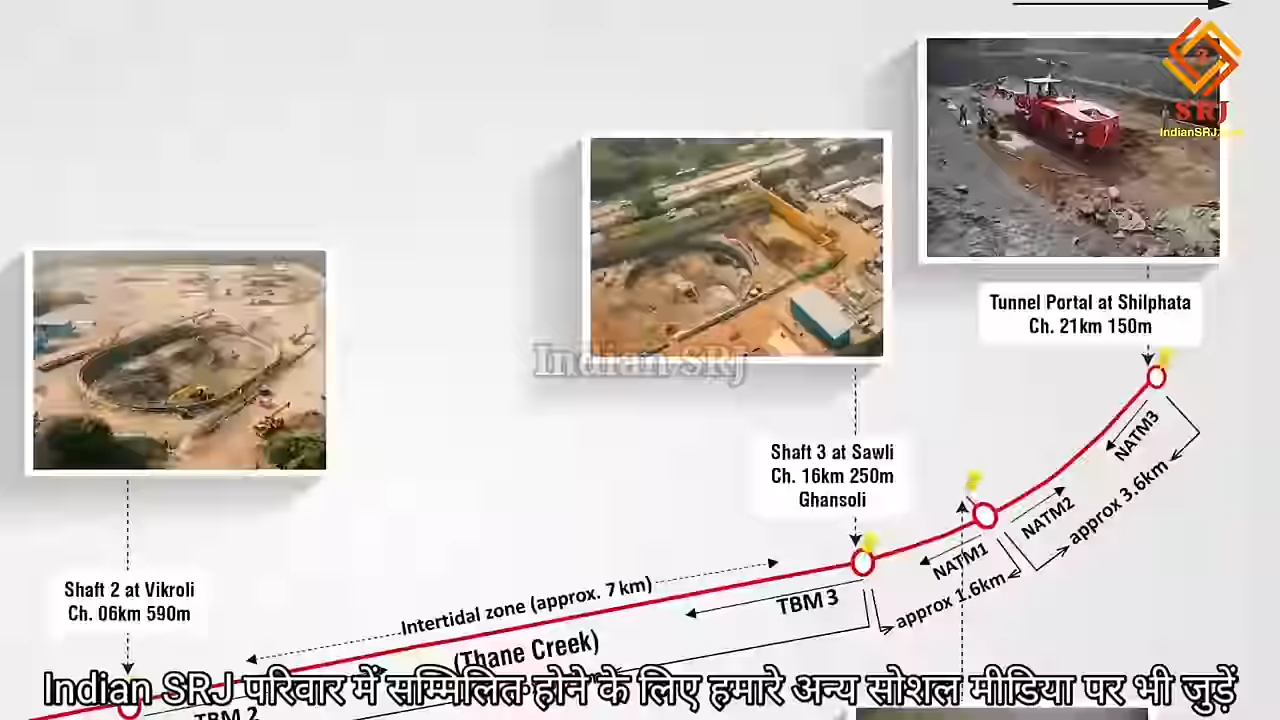 SRJ
IndianSRJ
Tunnel Portal at Shilphata
Ch. 21km 150m
Indian SRJ
Shaft 3 at Sawli
Ch. 16km 250m
Ghansoli
NATM3
approx 3.6km
NATM2
NATM1
approx 1.6km
Shaft 2 at Vikroli
Ch. 06km 590m
Intertidal zone (approx. 7 km)
TBM 3
(Thane Creek)
TBM 2
Indian SRJ परिवार में सम्मिलित होने के लिए हमारे अन्य सोशल मीडिया पर भी जुड़ें